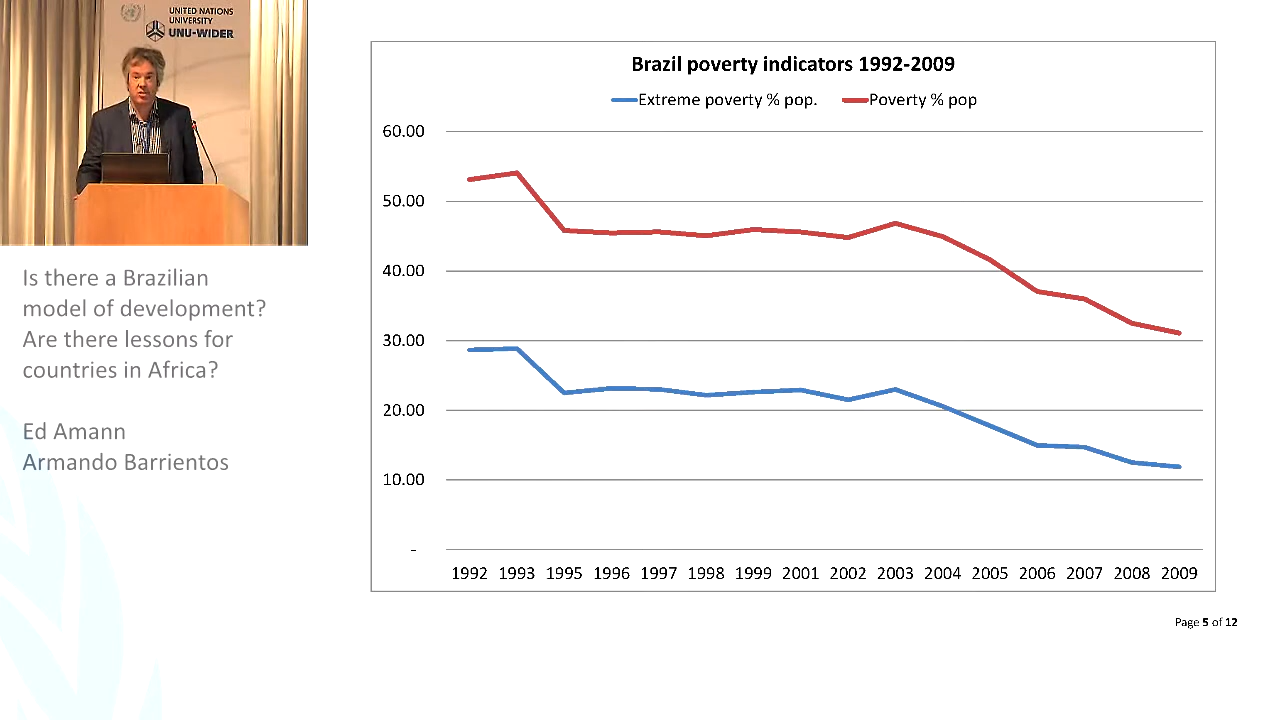 UNITED NATIONS
UNIVERSITY
UNU-WIDER
Is there a Brazilian
model of development?
Are there lessons for
countries in Africa?
Ed Amann
Armando Barrientos
Brazil poverty indicators 1992-2009
Extreme poverty % pop. Poverty % pop
60.00
50.00
40.00
30.00
20.00
10.00
-
1992 1993 1995 1996 1997 1998 1999 2001 2002 2003 2004 2005 2006 2007 2008 2009
Page 5 of 12